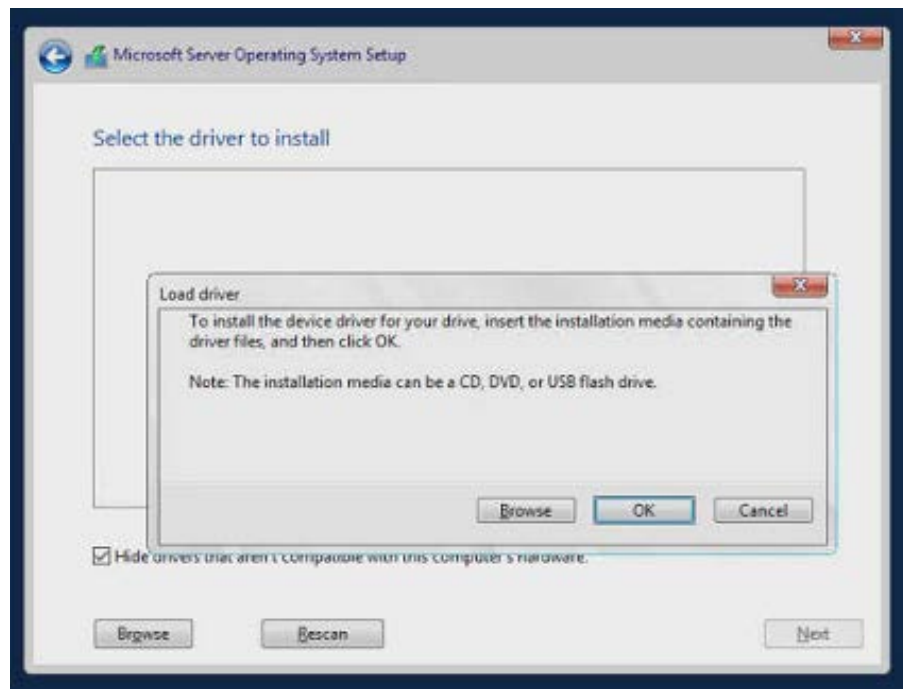 Microsoft Server Operating System Setup
Select the driver to install
Load driver
To install the device driver for your drive, insert the installation media containing the
driver files, and then click OK.
Note: The installation media can be a CD, DVD, or USB flash drive.
Browse
OK
Cancel
Hide drivers that aren't compatible with this computer's hardware.
Browse
Rescan
Next